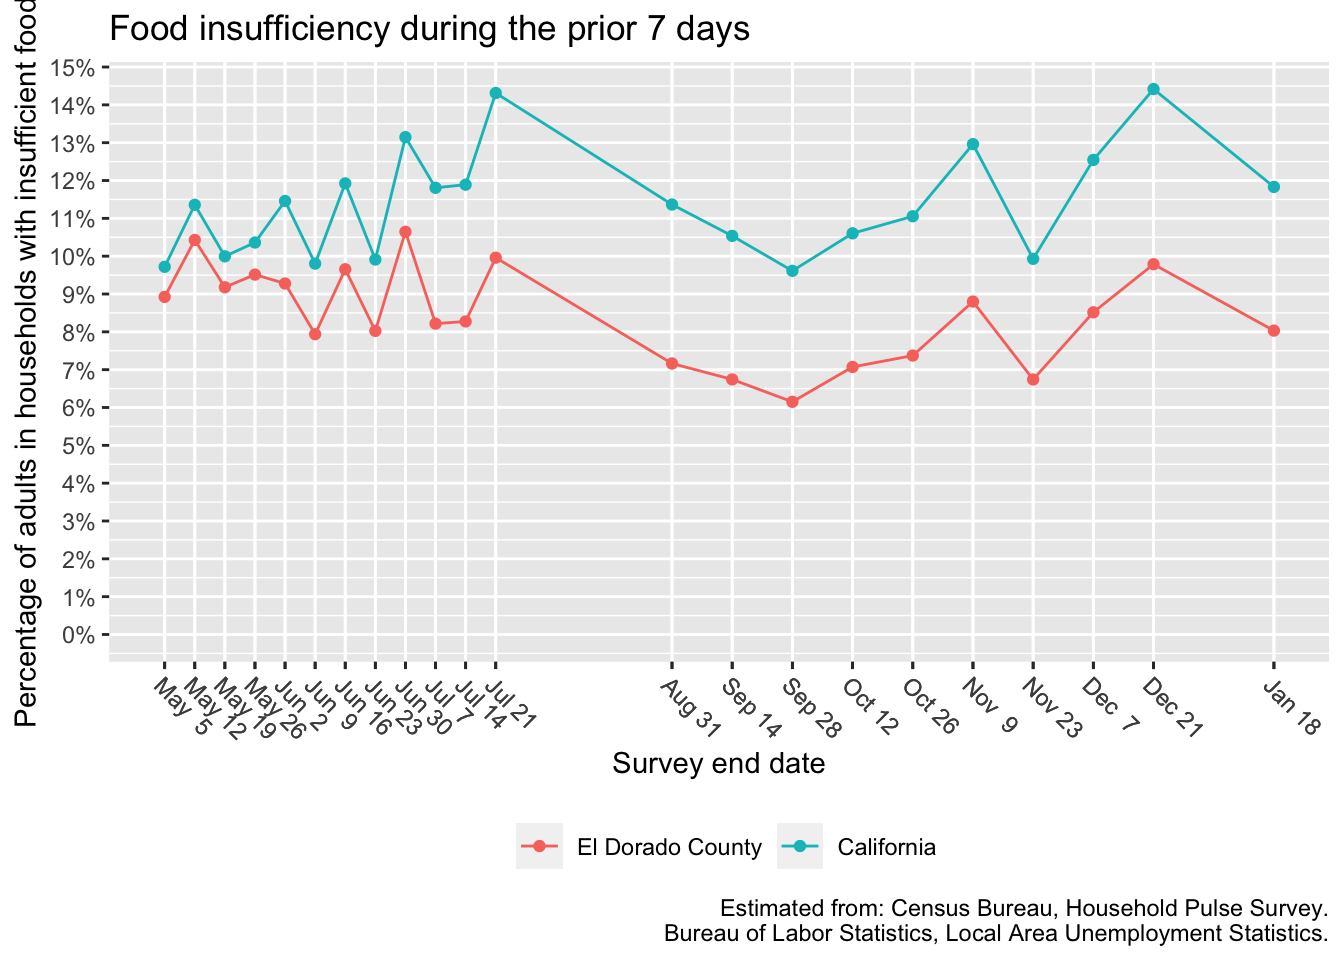 Food insufficiency during the prior 7 days
Percentage of adults in households with insufficient food
15%
14%
13%
12%
11%
10%
9%
8%
7%
6%
5%
4%
3%
2%
1%
0%
May 5
May 12
May 19
May 26
Jun 2
Jun 9
Jun 16
Jun 23
Jun 30
Jul 7
Jul 14
Jul 21
Aug 31
Sep 14
Sep 28
Oct 12
Oct 26
Nov 9
Nov 23
Dec 7
Dec 21
Jan 18
Survey end date
El Dorado County
California
Estimated from: Census Bureau, Household Pulse Survey.
Bureau of Labor Statistics, Local Area Unemployment Statistics.